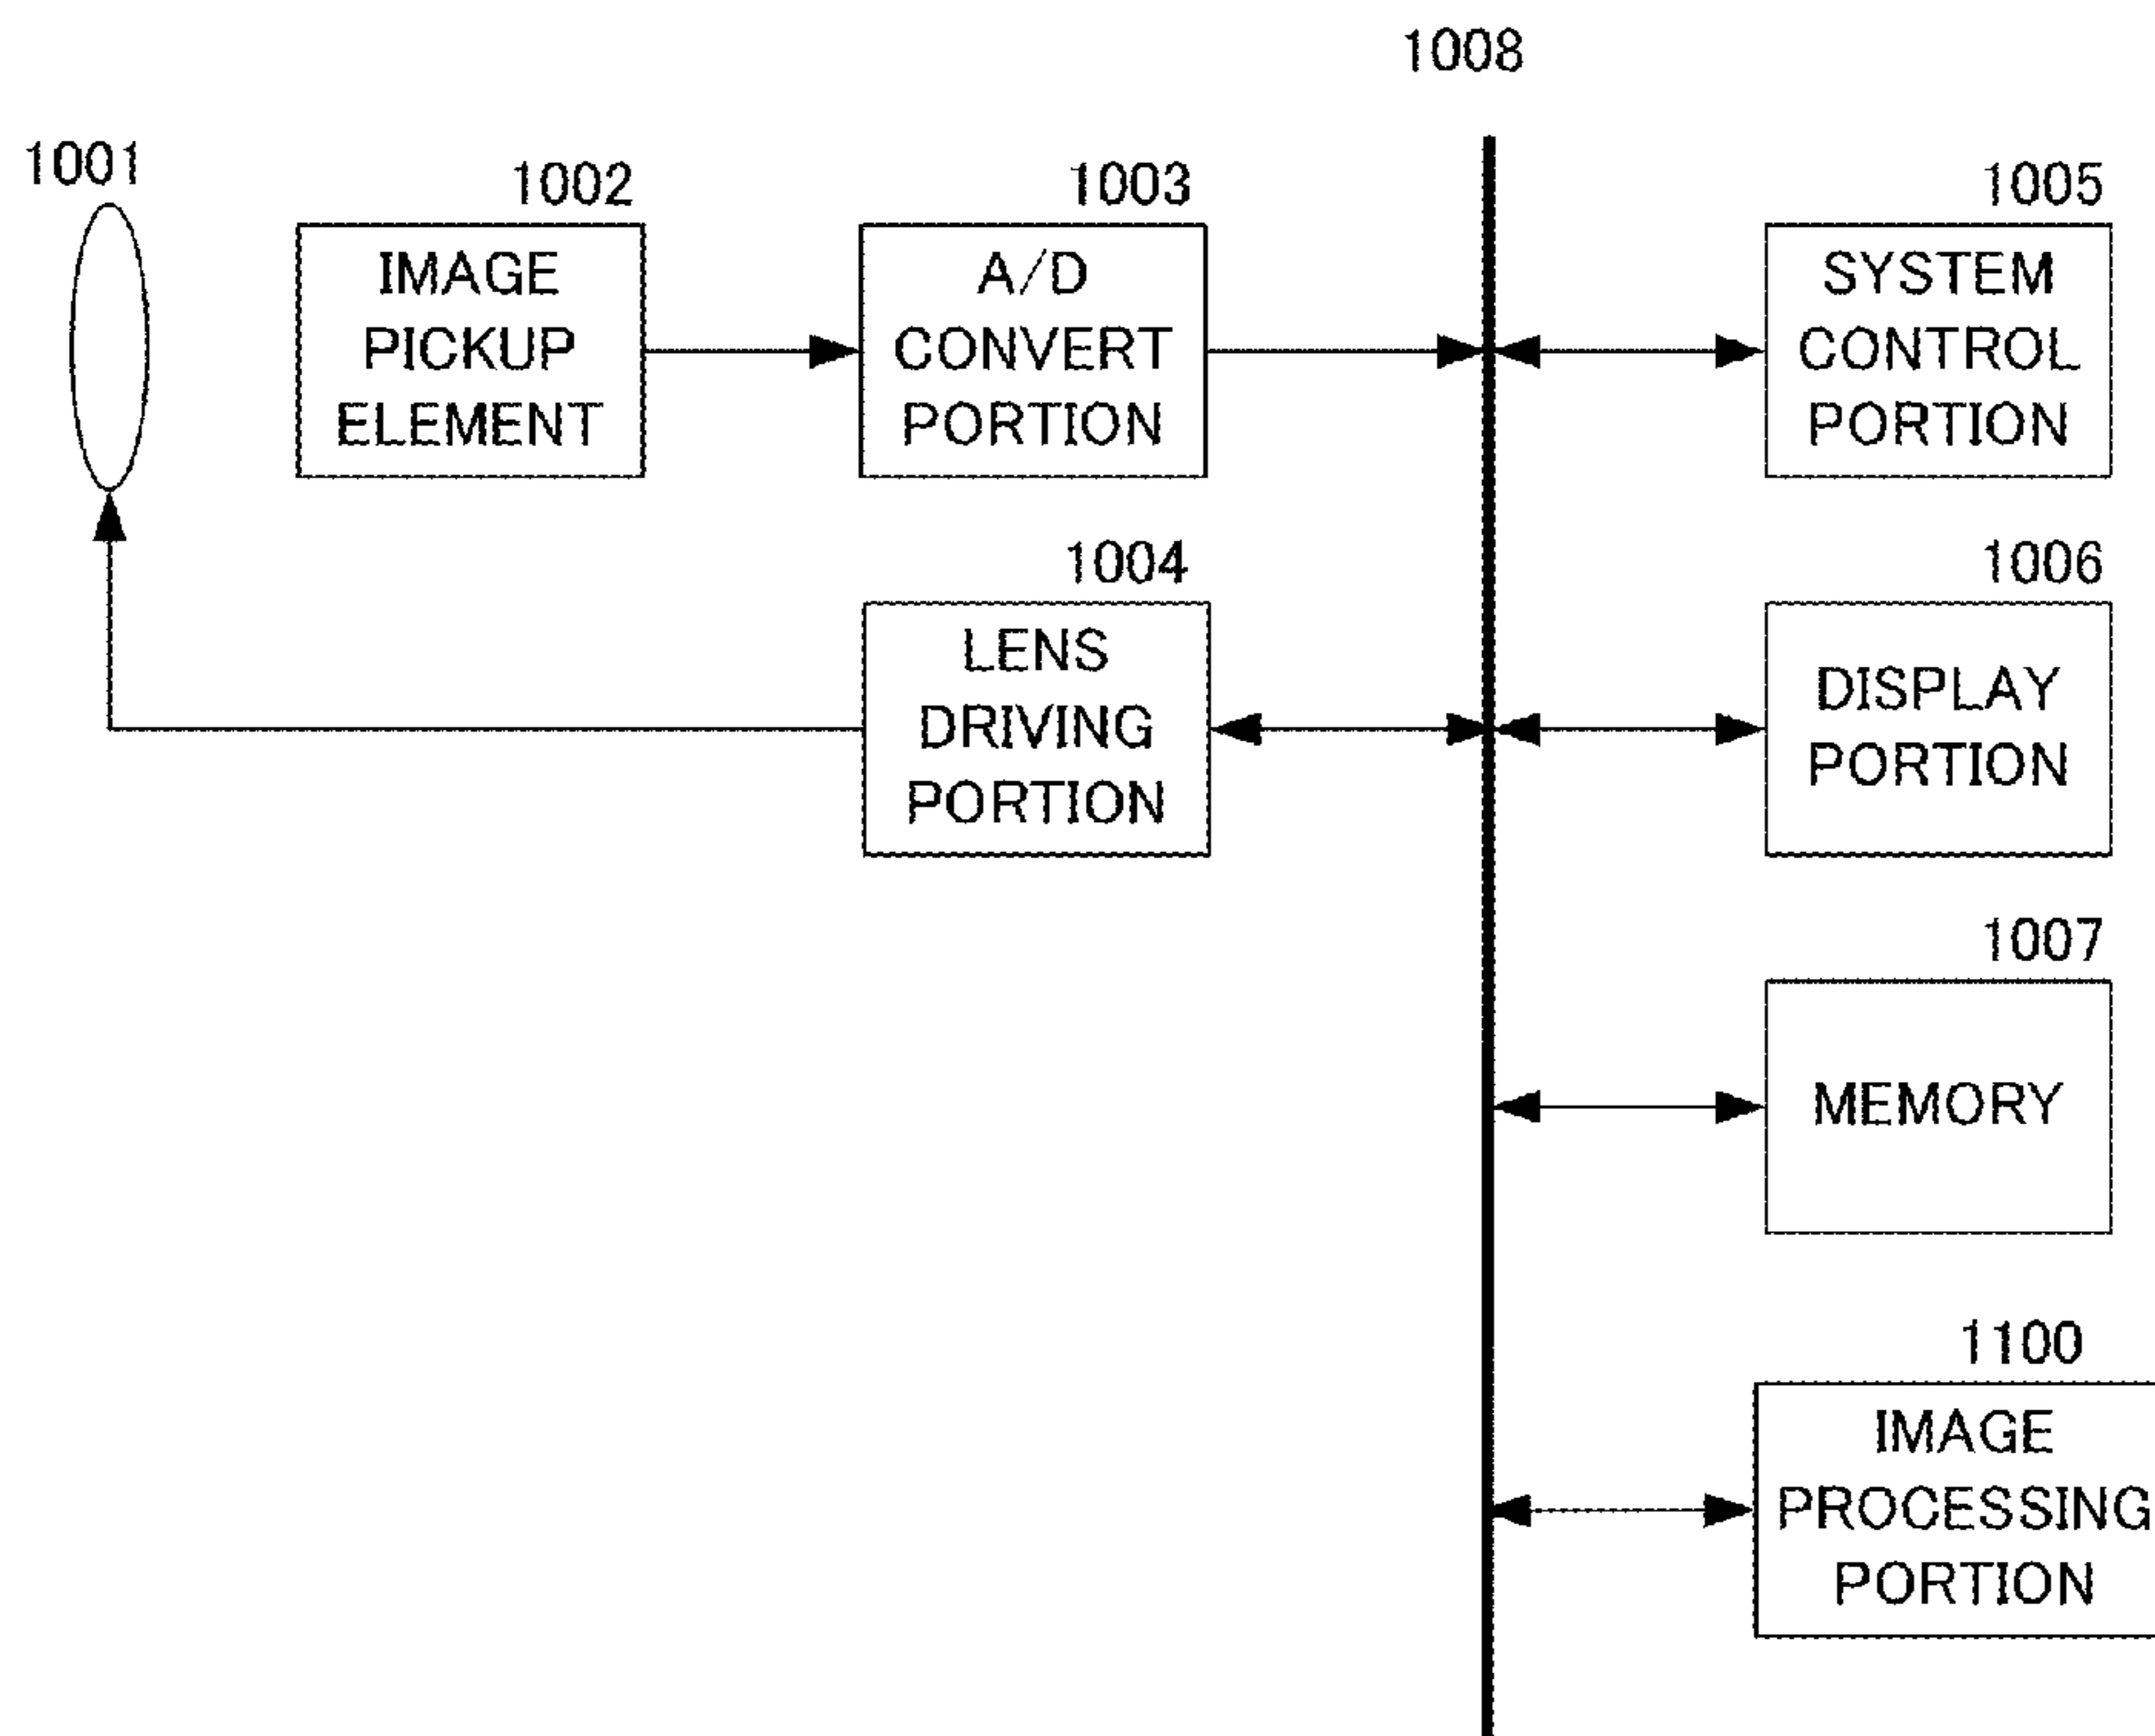 1008
1001
1002
IMAGE
PICKUP
ELEMENT
1003
A/D
CONVERT
PORTION
1005
SYSTEM
CONTROL
PORTION
1004
LENS
DRIVING
PORTION
1006
DISPLAY
PORTION
1007
MEMORY
1100
IMAGE
PROCESSING
PORTION